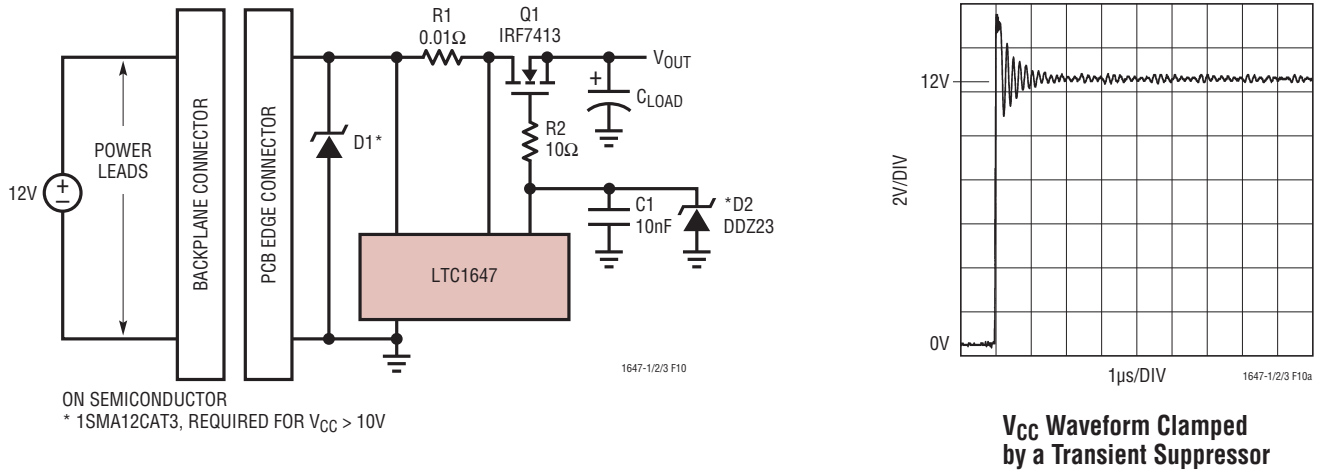 12V
POWER
LEADS
BACKPLANE CONNECTOR
PCB EDGE CONNECTOR
D1*
R1
0.01Ω
Q1
IRF7413
VOUT
+
CLOAD
R2
10Ω
C1
10nF
*D2
DDZ23
LTC1647
1647-1/2/3 F10
ON SEMICONDUCTOR
* 1SMA12CAT3, REQUIRED FOR VCC > 10V
2V/DIV
12V
0V
1µs/DIV
1647-1/2/3 F10a
VCC Waveform Clamped
by a Transient Suppressor